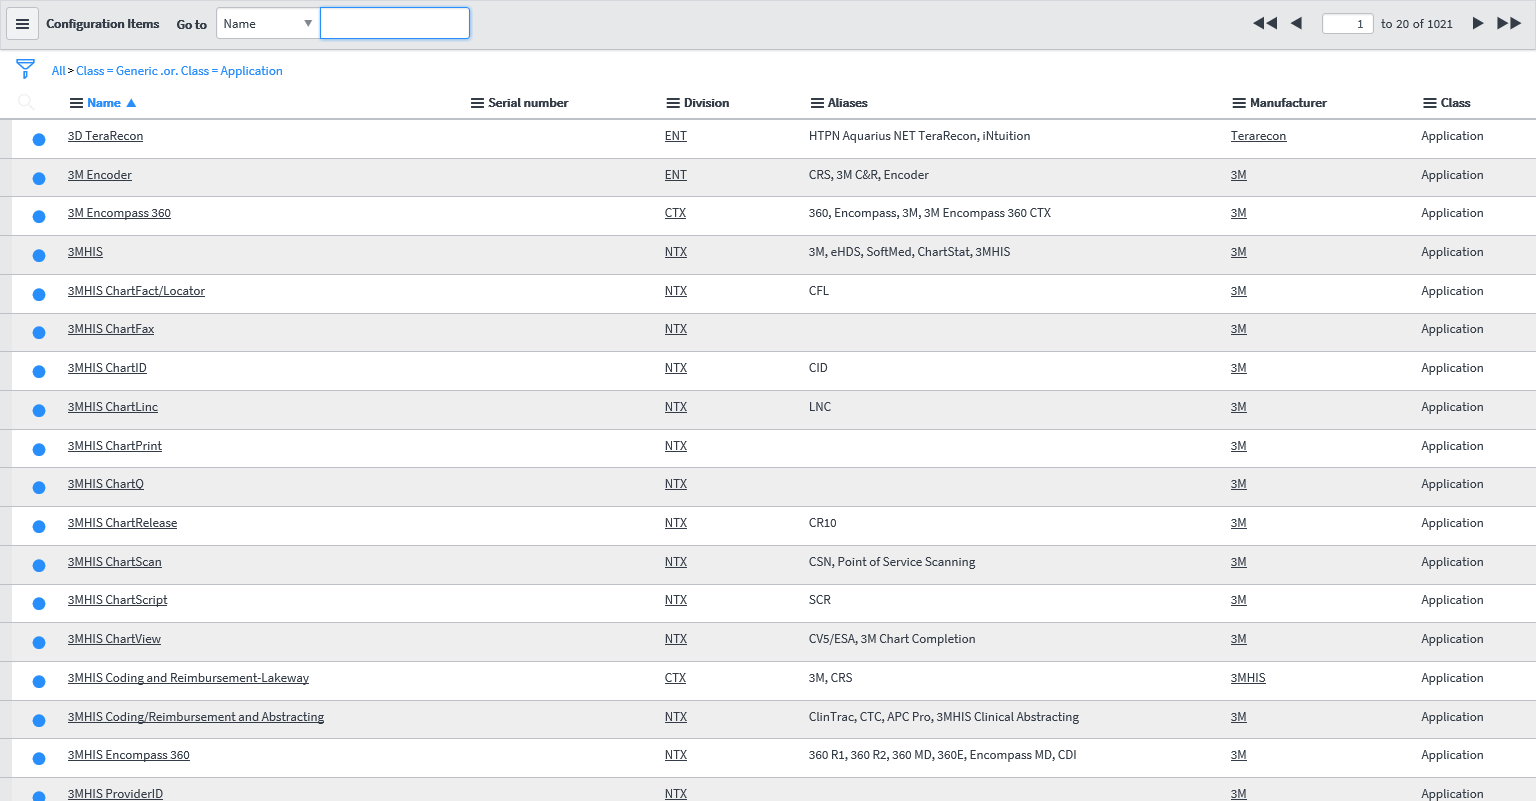 Configuration Items Go to Name 1 to 20 of 1021
All > Class = Generic .or. Class = Application
Name ▲ Serial number Division Aliases Manufacturer Class
3D TeraRecon ENT HTPN Aquarius NET TeraRecon, iNtuition Terarecon Application
3M Encoder ENT CRS, 3M C&R, Encoder 3M Application
3M Encompass 360 CTX 360, Encompass, 3M, 3M Encompass 360 CTX 3M Application
3MHIS NTX 3M, eHDS, SoftMed, ChartStat, 3MHIS 3M Application
3MHIS ChartFact/Locator NTX CFL 3M Application
3MHIS ChartFax NTX 3M Application
3MHIS ChartID NTX CID 3M Application
3MHIS ChartLinc NTX LNC 3M Application
3MHIS ChartPrint NTX 3M Application
3MHIS ChartQ NTX 3M Application
3MHIS ChartRelease NTX CR10 3M Application
3MHIS ChartScan NTX CSN, Point of Service Scanning 3M Application
3MHIS ChartScript NTX SCR 3M Application
3MHIS ChartView NTX CV5/ESA, 3M Chart Completion 3M Application
3MHIS Coding and Reimbursement-Lakeway CTX 3M, CRS 3MHIS Application
3MHIS Coding/Reimbursement and Abstracting NTX ClinTrac, CTC, APC Pro, 3MHIS Clinical Abstracting 3M Application
3MHIS Encompass 360 NTX 360 R1, 360 R2, 360 MD, 360E, Encompass MD, CDI 3M Application
3MHIS ProviderID NTX 3M Application